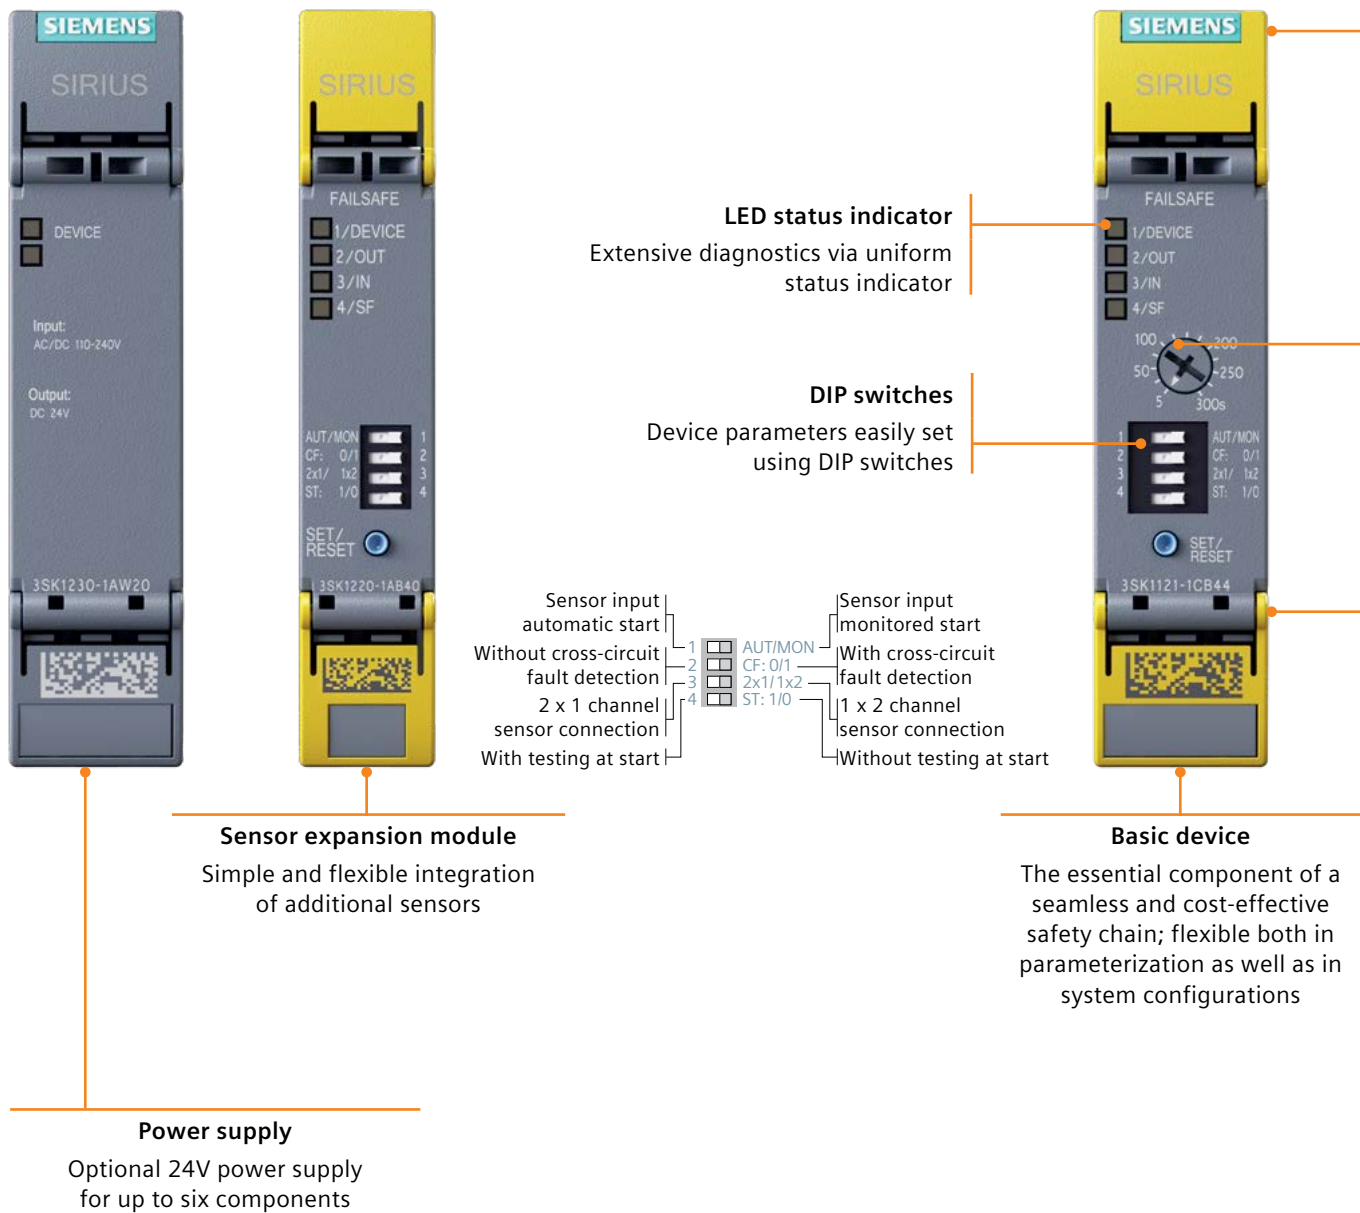 SIEMENS
SIRIUS
DEVICE
Input:
AC/DC 110-240V
Output:
DC 24V
3SK1230-1AW20
SIRIUS
FAILSAFE
1/DEVICE
2/OUT
3/IN
4/SF
AUT/MON 1
CF: 0/1 2
2x1/ 1x2 3
ST: 1/0 4
SET/
RESET
3SK1220-1AB40
LED status indicator
Extensive diagnostics via uniform
status indicator
DIP switches
Device parameters easily set
using DIP switches
Sensor input
automatic start
Without cross-circuit
fault detection
2 x 1 channel
sensor connection
With testing at start
1 AUT/MON
2 CF: 0/1
3 2x1/1x2
4 ST: 1/0
Sensor input
monitored start
With cross-circuit
fault detection
1 x 2 channel
sensor connection
Without testing at start
SIEMENS
SIRIUS
FAILSAFE
1/DEVICE
2/OUT
3/IN
4/SF
100 200
50 250
5 300s
1 AUT/MON
2 CF: 0/1
3 2x1/ 1x2
4 ST: 1/0
SET/
RESET
3SK1121-1CB44
Sensor expansion module
Simple and flexible integration
of additional sensors
Basic device
The essential component of a
seamless and cost-effective
safety chain; flexible both in
parameterization as well as in
system configurations
Power supply
Optional 24V power supply
for up to six components